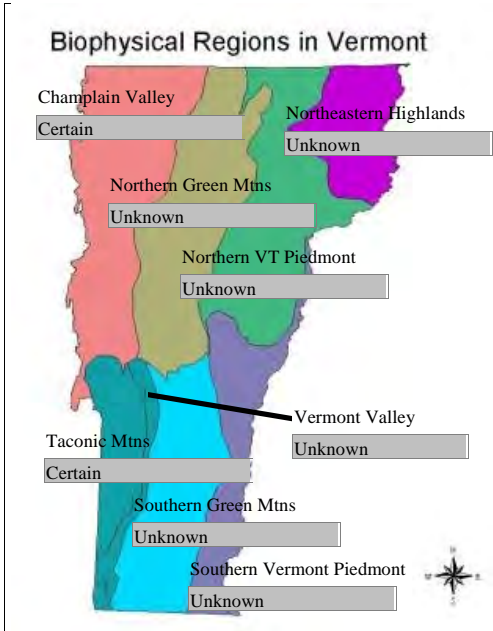 Biophysical Regions in Vermont
Champlain Valley
Certain
Northeastern Highlands
Unknown
Northern Green Mtns
Unknown
Northern VT Piedmont
Unknown
Vermont Valley
Unknown
Taconic Mtns
Certain
Southern Green Mtns
Unknown
Southern Vermont Piedmont
Unknown